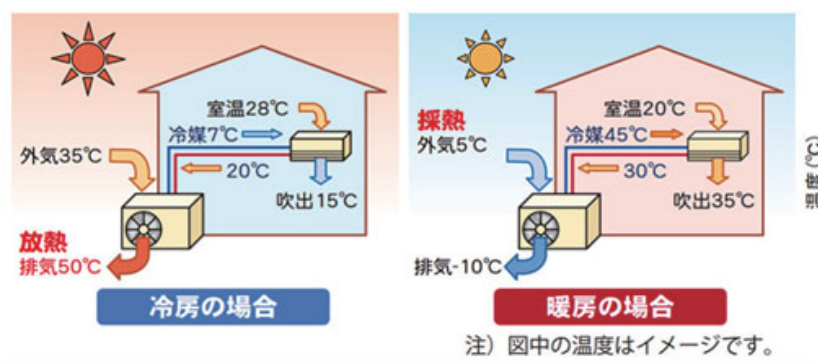 室温28℃
冷媒7℃
外気35℃
20℃
吹出15℃
放熱
排気50℃
冷房の場合
室温20℃
採熱
冷媒45℃
外気5℃
30℃
吹出35℃
排気-10℃
暖房の場合
注）図中の温度はイメージです。